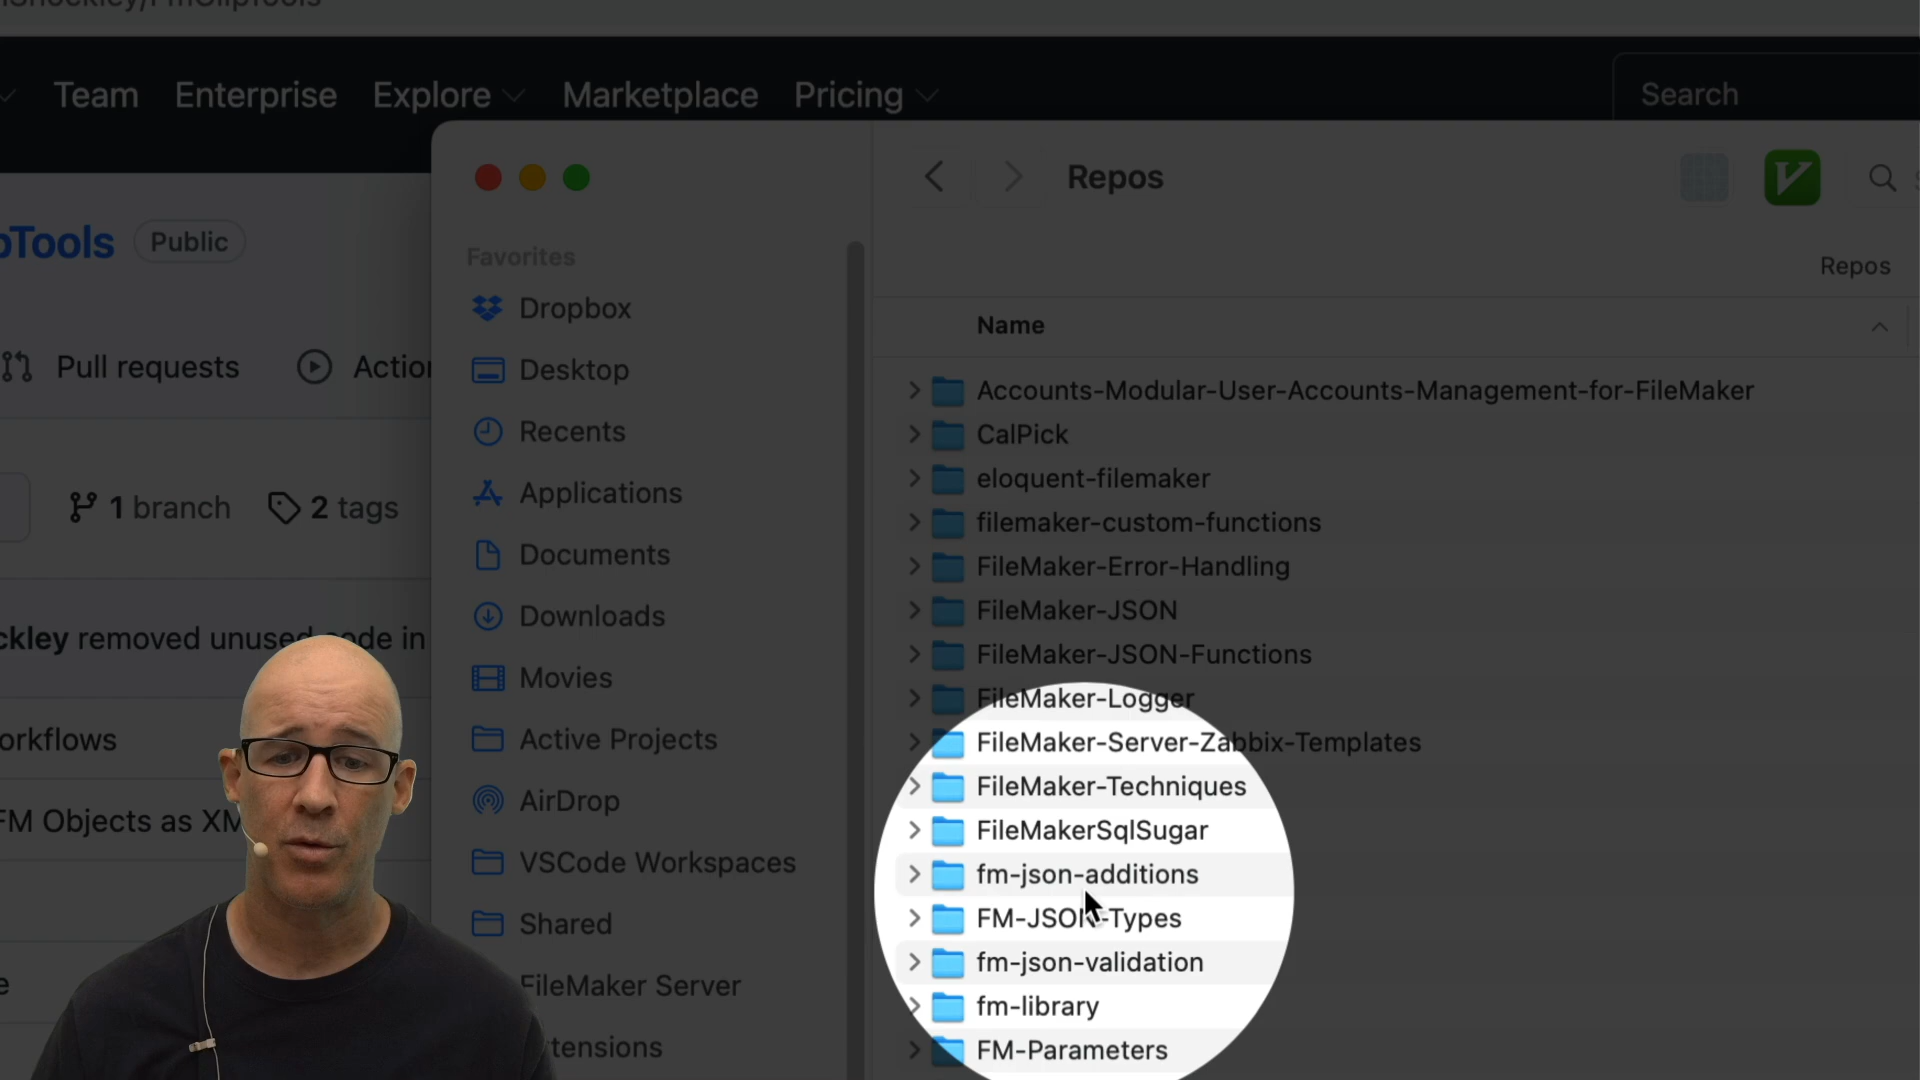 Team Enterprise Explore Marketplace Pricing
Search
pTools Public
Pull requests
1 branch 2 tags
ckley removed unused code in
orkflows
FM Objects as XM
e
Repos
Repos
Favorites
Dropbox
Desktop
Recents
Applications
Documents
Downloads
Movies
Active Projects
AirDrop
VSCode Workspaces
Shared
FileMaker Server
tensions
Name
Accounts-Modular-User-Accounts-Management-for-FileMaker
CalPick
eloquent-filemaker
filemaker-custom-functions
FileMaker-Error-Handling
FileMaker-JSON
FileMaker-JSON-Functions
FileMaker-Logger
FileMaker-Server-Zabbix-Templates
FileMaker-Techniques
FileMakerSqlSugar
fm-json-additions
FM-JSON-Types
fm-json-validation
fm-library
FM-Parameters